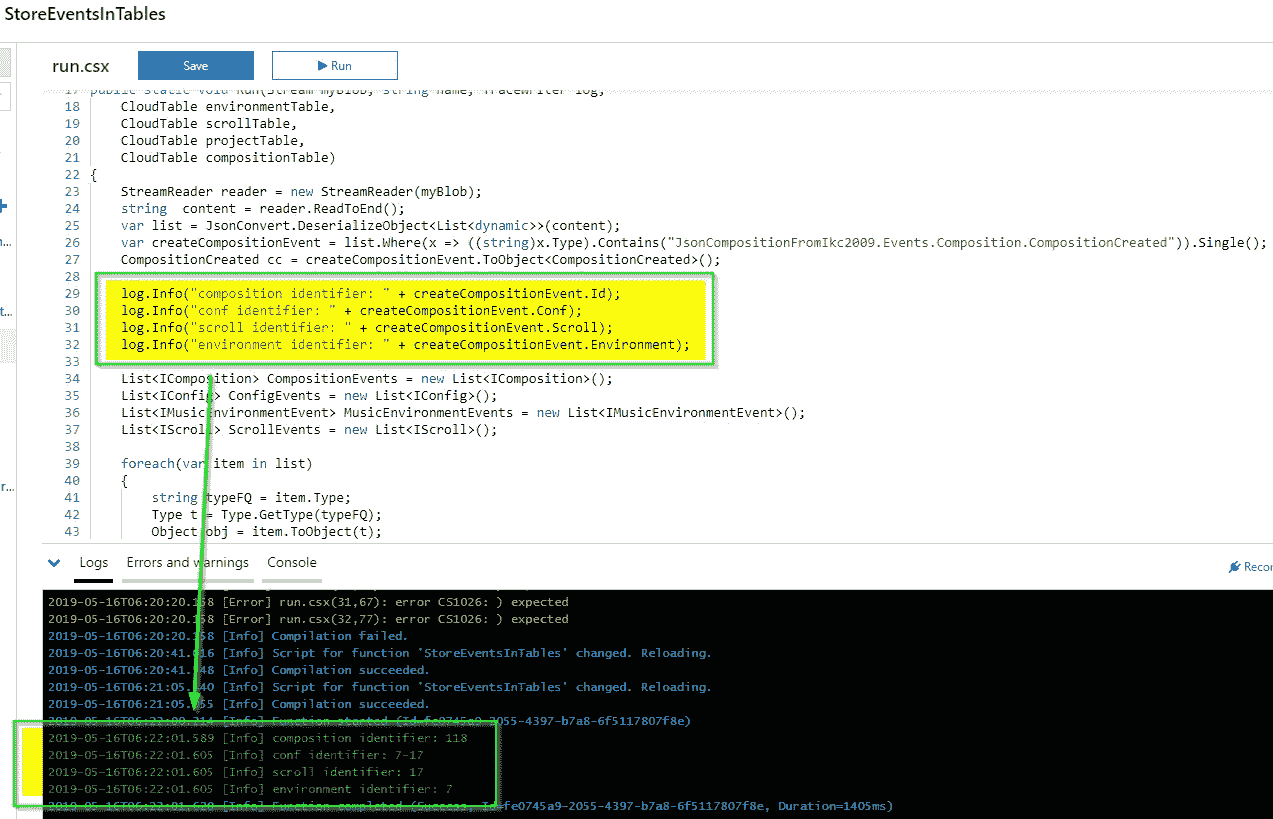 StoreEventsInTables
run.csx
Save
Run
17 public static void Run(Stream myBlob, string name, TraceWriter log,
18 CloudTable environmentTable,
19 CloudTable scrollTable,
20 CloudTable projectTable,
21 CloudTable compositionTable)
22 {
23 StreamReader reader = new StreamReader(myBlob);
24 string  content = reader.ReadToEnd();
25 var list = JsonConvert.DeserializeObject<List<dynamic>>(content);
26 var createCompositionEvent = list.Where(x => ((string)x.Type).Contains("JsonCompositionFromIkc2009.Events.Composition.CompositionCreated")).Single();
27 CompositionCreated cc = createCompositionEvent.ToObject<CompositionCreated>();
28
29 log.Info("composition identifier: " + createCompositionEvent.Id);
30 log.Info("conf identifier: " + createCompositionEvent.Conf);
31 log.Info("scroll identifier: " + createCompositionEvent.Scroll);
32 log.Info("environment identifier: " + createCompositionEvent.Environment);
33
34 List<IComposition> CompositionEvents = new List<IComposition>();
35 List<IConfig> ConfigEvents = new List<IConfig>();
36 List<IMusicEnvironmentEvent> MusicEnvironmentEvents = new List<IMusicEnvironmentEvent>();
37 List<IScroll> ScrollEvents = new List<IScroll>();
38
39 foreach(var item in list)
40 {
41 string typeFQ = item.Type;
42 Type t = Type.GetType(typeFQ);
43 Object obj = item.ToObject(t);
Logs Errors and warnings Console
Recor
2019-05-16T06:20:20.158 [Error] run.csx(31,67): error CS1026: ) expected
2019-05-16T06:20:20.158 [Error] run.csx(32,77): error CS1026: ) expected
2019-05-16T06:20:20.158 [Info] Compilation failed.
2019-05-16T06:20:41. [Info] Script for function 'StoreEventsInTables' changed. Reloading.
2019-05-16T06:20:41. [Info] Compilation succeeded.
2019-05-16T06:21:05. [Info] Script for function 'StoreEventsInTables' changed. Reloading.
2019-05-16T06:21:05. [Info] Compilation succeeded.
[Info] Function started (Id=fe0745a9-2055-4397-b7a8-6f5117807f8e)
2019-05-16T06:22:01.589 [Info] composition identifier: 118
2019-05-16T06:22:01.605 [Info] conf identifier: 7-17
2019-05-16T06:22:01.605 [Info] scroll identifier: 17
2019-05-16T06:22:01.605 [Info] environment identifier: 7
2019-05-16T06:22:01.620 [Info] Function completed (Success, Id=fe0745a9-2055-4397-b7a8-6f5117807f8e, Duration=1405ms)